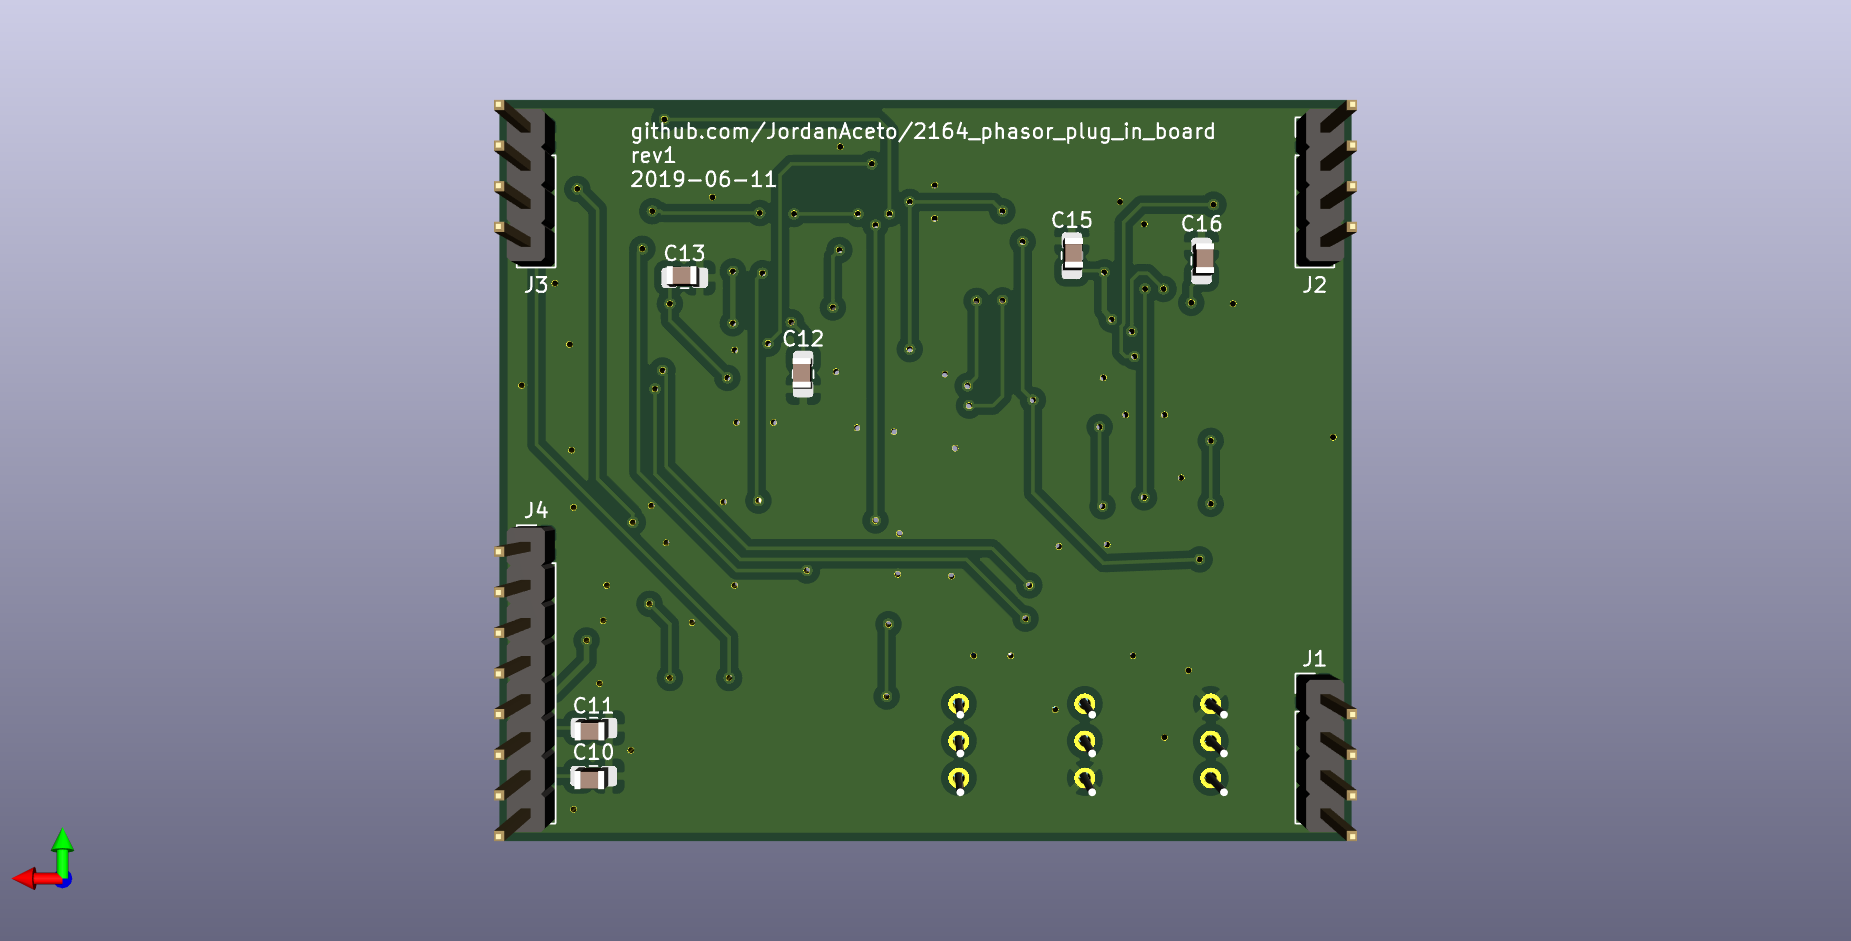 github.com/JordanAceto/2164_phasor_plug_in_board
rev1
2019-06-11
C15
C16
C13
J3
J2
C12
J4
J1
C11
C10